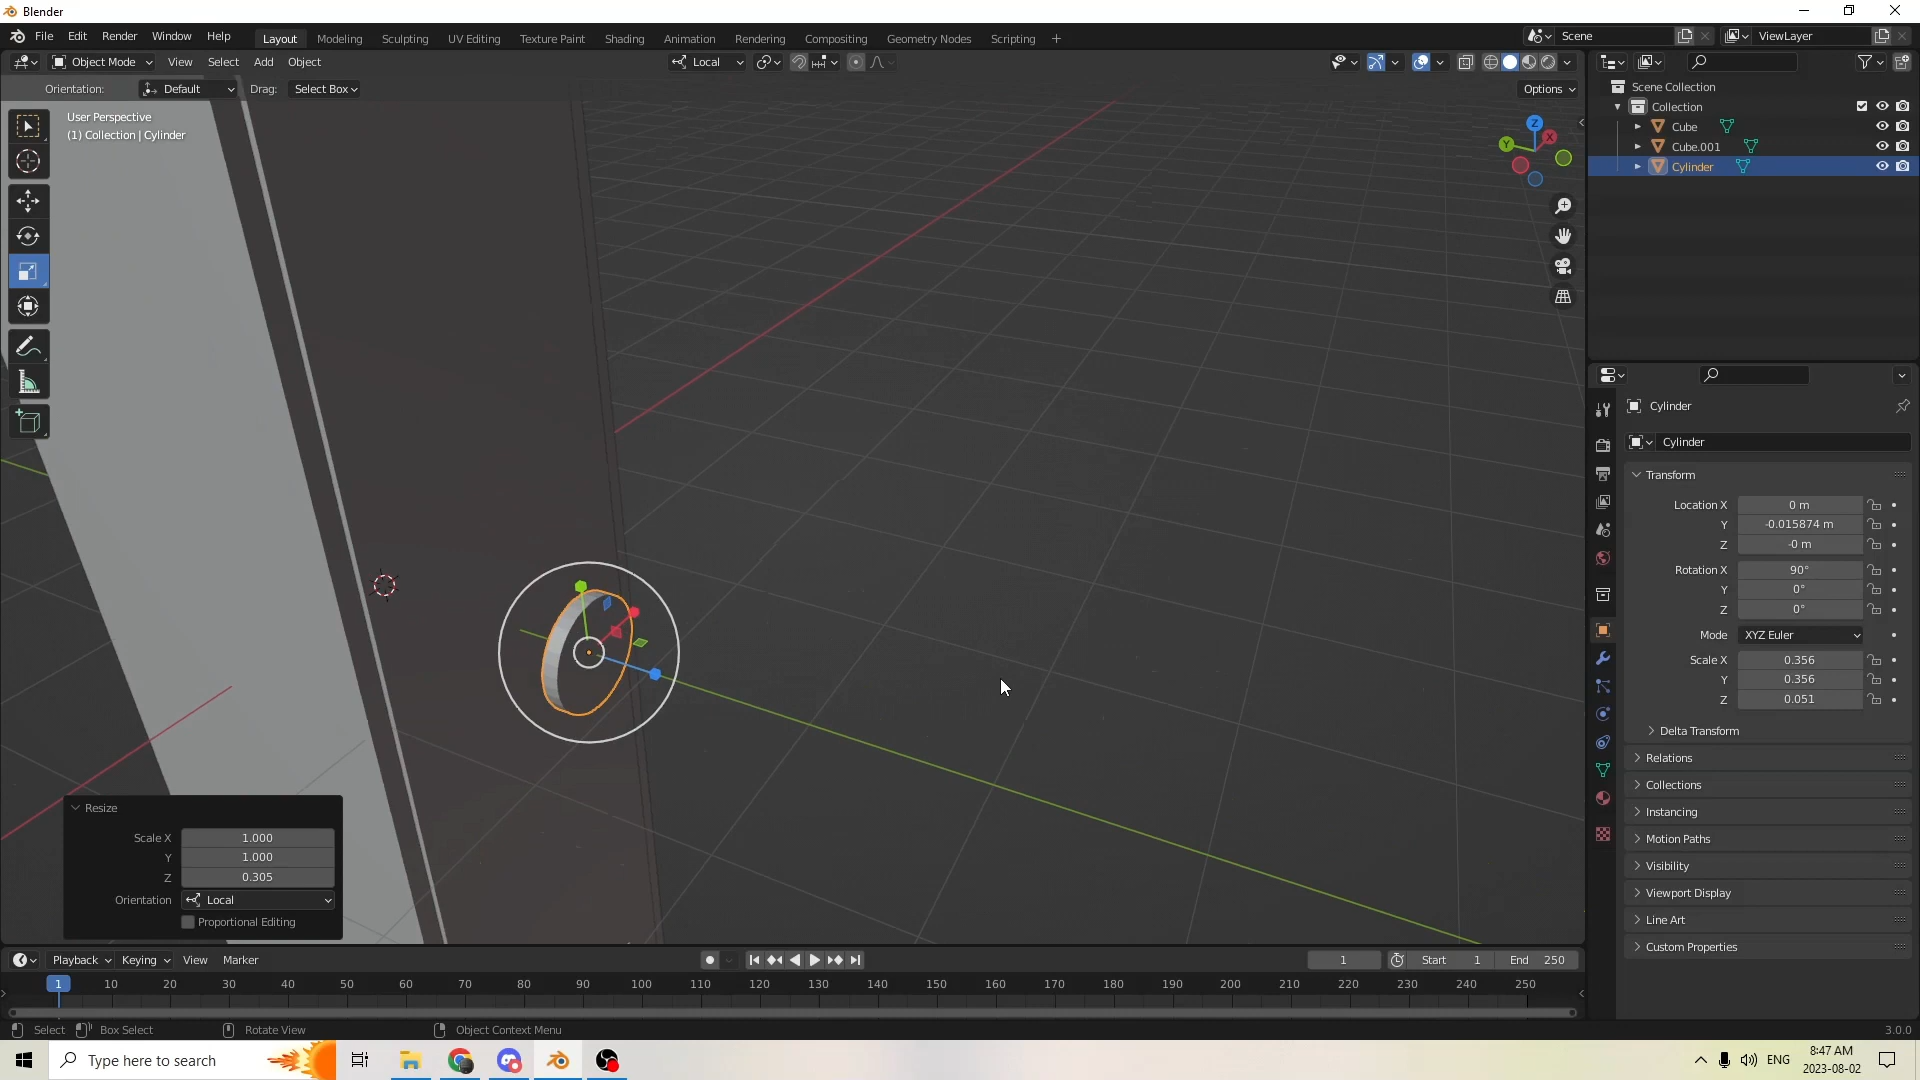 Blender
File Edit Render Window Help
Layout Modeling Sculpting UV Editing Texture Paint Shading Animation Rendering Compositing Geometry Nodes Scripting +
Scene
ViewLayer
Object Mode View Select Add Object
Local
Orientation: Default Drag: Select Box
Options
User Perspective
(1) Collection | Cylinder
Z
X
Y
Scene Collection
Collection
Cube
Cube.001
Cylinder
Cylinder
Cylinder
Transform
Location X 0 m
Y -0.015874 m
Z -0 m
Rotation X 90°
Y 0°
Z 0°
Mode XYZ Euler
Scale X 0.356
Y 0.356
Z 0.051
Delta Transform
Relations
Collections
Instancing
Motion Paths
Visibility
Viewport Display
Line Art
Custom Properties
Resize
Scale X 1.000
Y 1.000
Z 0.305
Orientation Local
Proportional Editing
Playback Keying View Marker
1 Start 1 End 250
1 10 20 30 40 50 60 70 80 90 100 110 120 130 140 150 160 170 180 190 200 210 220 230 240 250
Select Box Select Rotate View Object Context Menu
3.0.0
Type here to search
ENG
8:47 AM
2023-08-02